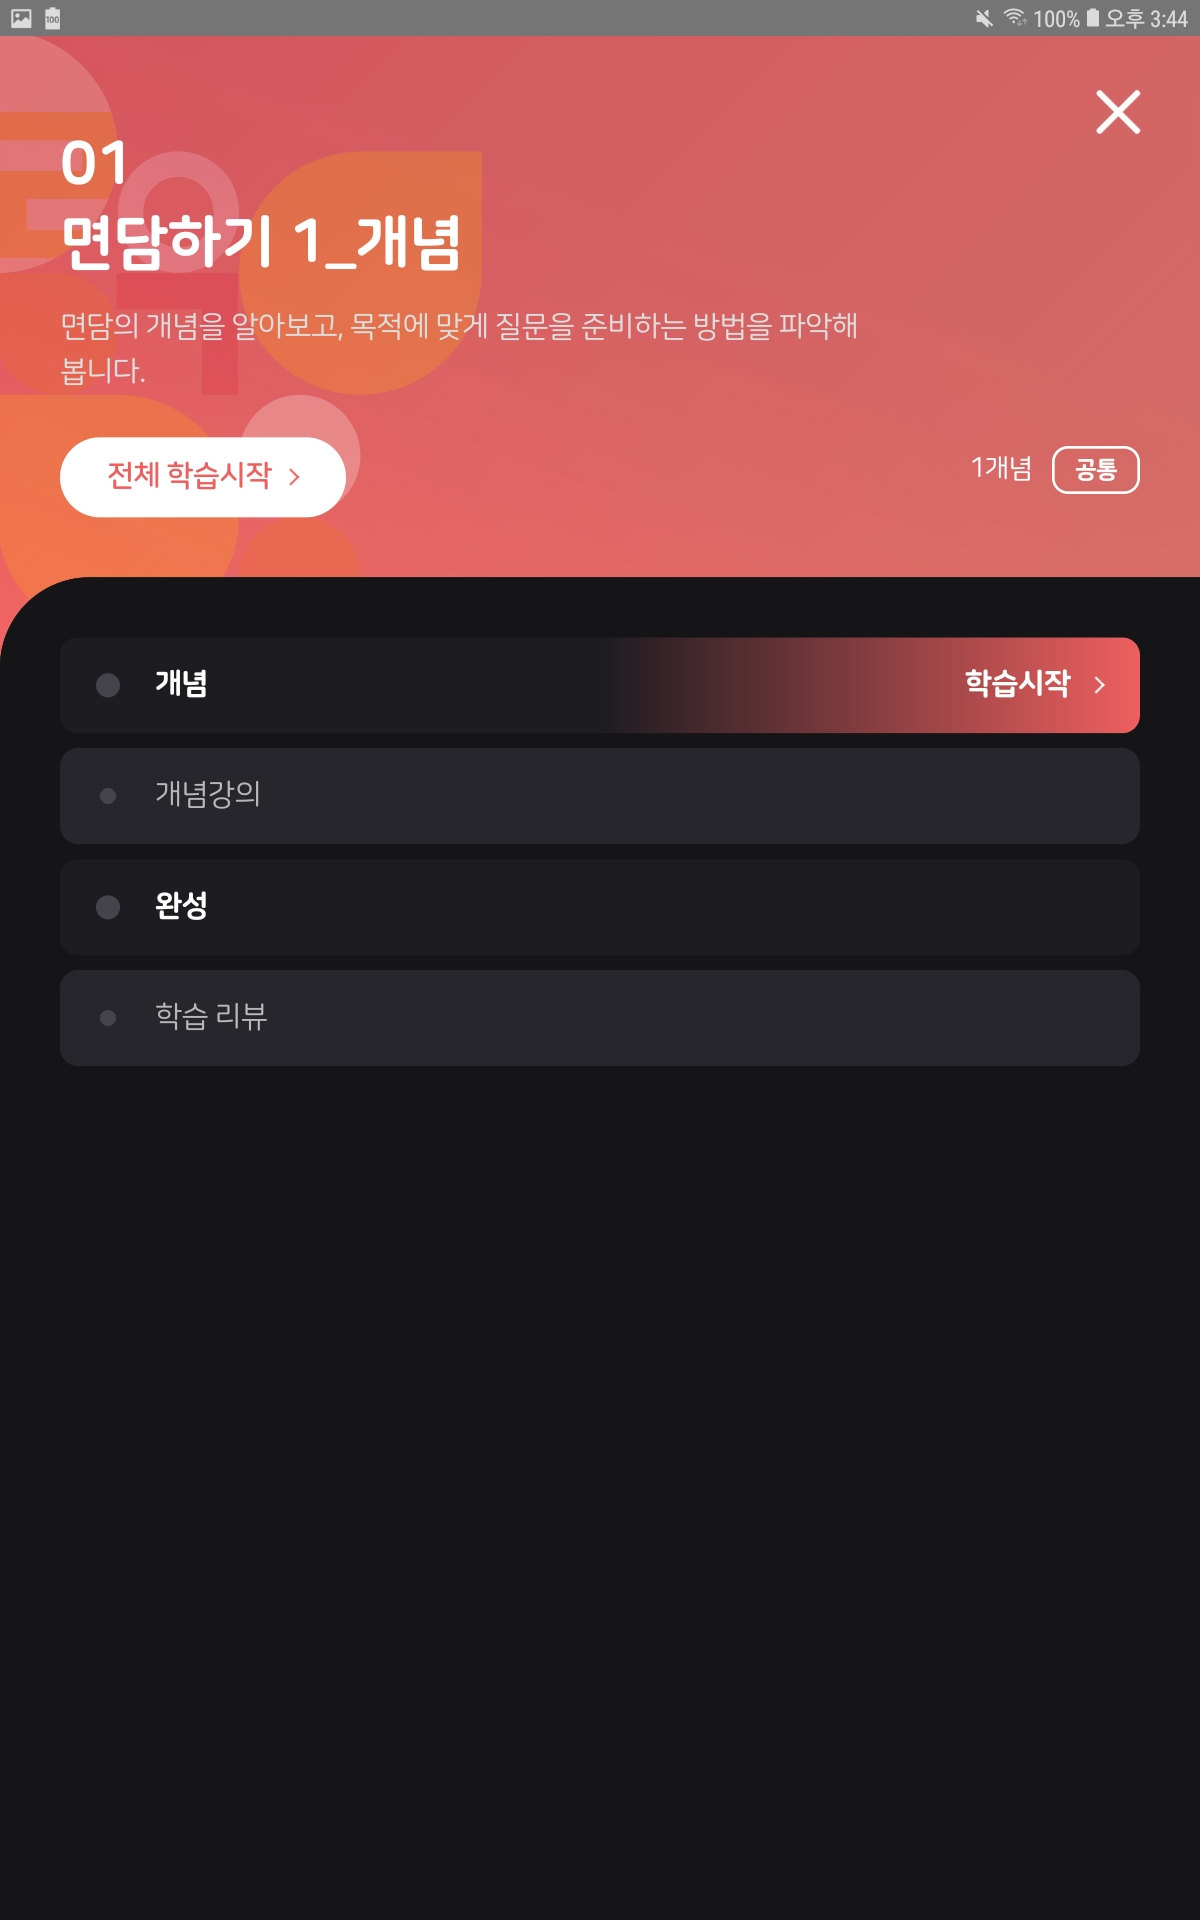 100
100% 오후 3:44
01
면담하기 1_개념
면담의 개념을 알아보고, 목적에 맞게 질문을 준비하는 방법을 파악해
봅니다.
전체 학습시작
1개념 공통
개념 학습시작
개념강의
완성
학습 리뷰